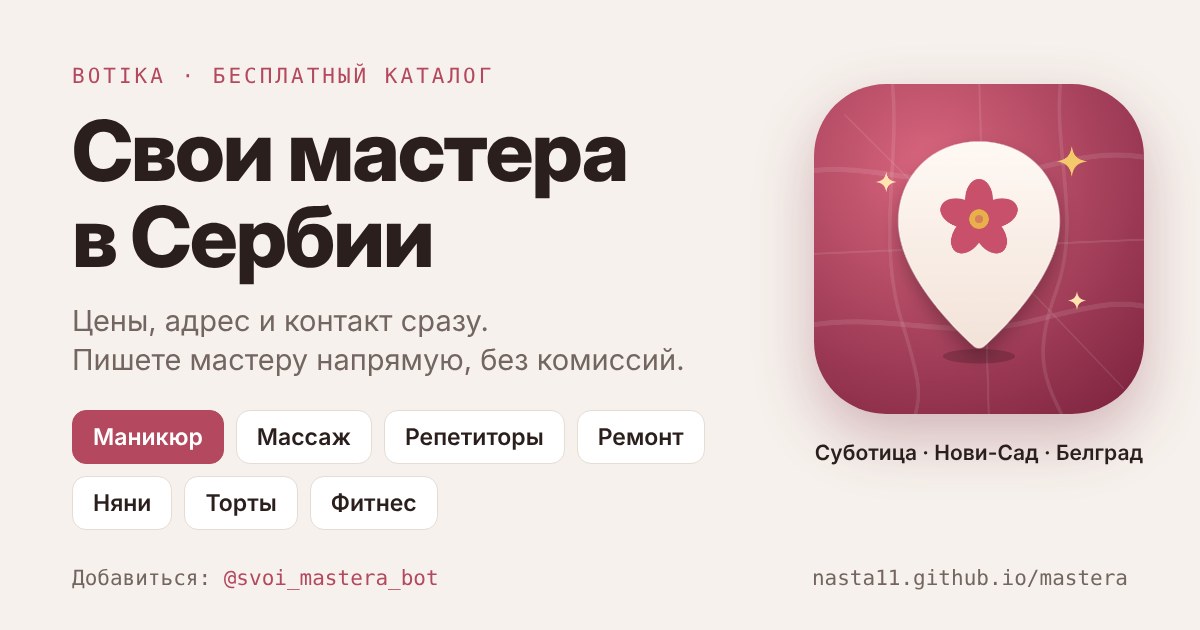 BOTIKA · БЕСПЛАТНЫЙ КАТАЛОГ
Свои мастера
в Сербии
Цены, адрес и контакт сразу.
Пишете мастеру напрямую, без комиссий.
Маникюр Массаж Репетиторы Ремонт
Няни Торты Фитнес
Суботица · Нови-Сад · Белград
Добавиться: @svoi_mastera_bot
nasta11.github.io/mastera